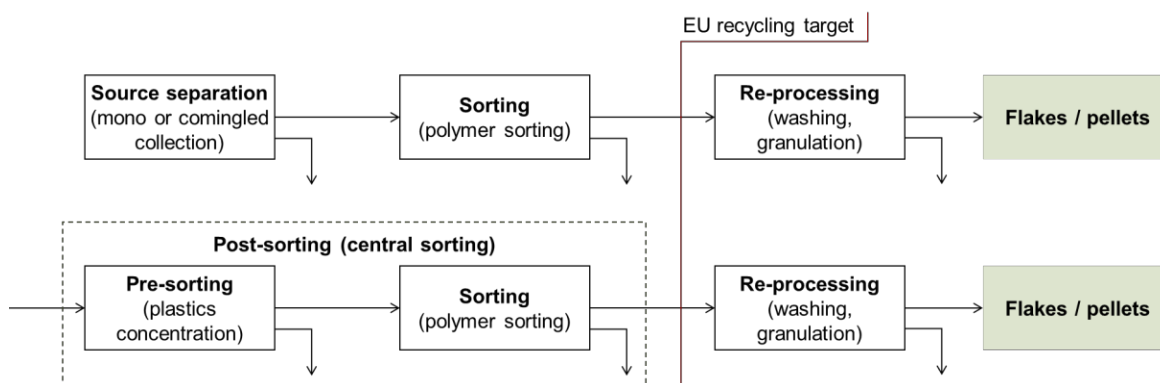 EU recycling target
Source separation
(mono or comingled
collection)
Sorting
(polymer sorting)
Re-processing
(washing,
granulation)
Flakes / pellets
Post-sorting (central sorting)
Pre-sorting
(plastics
concentration)
Sorting
(polymer sorting)
Re-processing
(washing,
granulation)
Flakes / pellets